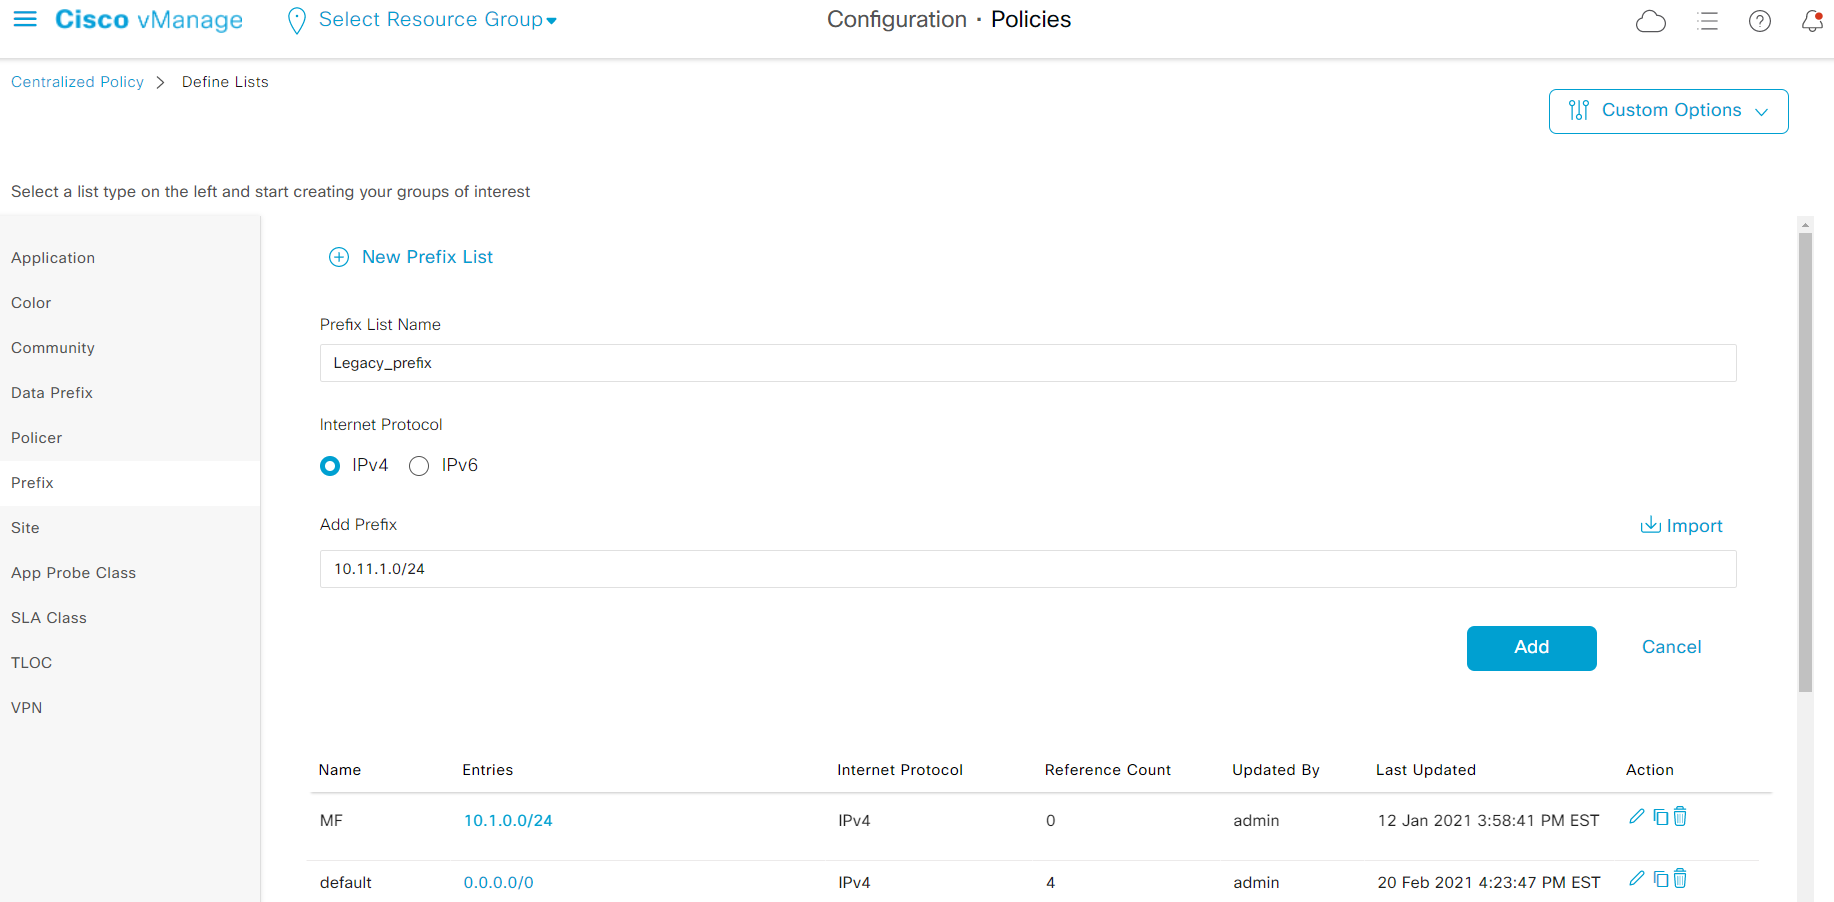 Cisco vManage
Select Resource Group
Configuration · Policies
Centralized Policy > Define Lists
Custom Options
Select a list type on the left and start creating your groups of interest
Application
Color
Community
Data Prefix
Policer
Prefix
Site
App Probe Class
SLA Class
TLOC
VPN
New Prefix List
Prefix List Name
Legacy_prefix
Internet Protocol
IPv4 IPv6
Add Prefix
Import
10.11.1.0/24
Add Cancel
Name Entries Internet Protocol Reference Count Updated By Last Updated Action
MF 10.1.0.0/24 IPv4 0 admin 12 Jan 2021 3:58:41 PM EST
default 0.0.0.0/0 IPv4 4 admin 20 Feb 2021 4:23:47 PM EST